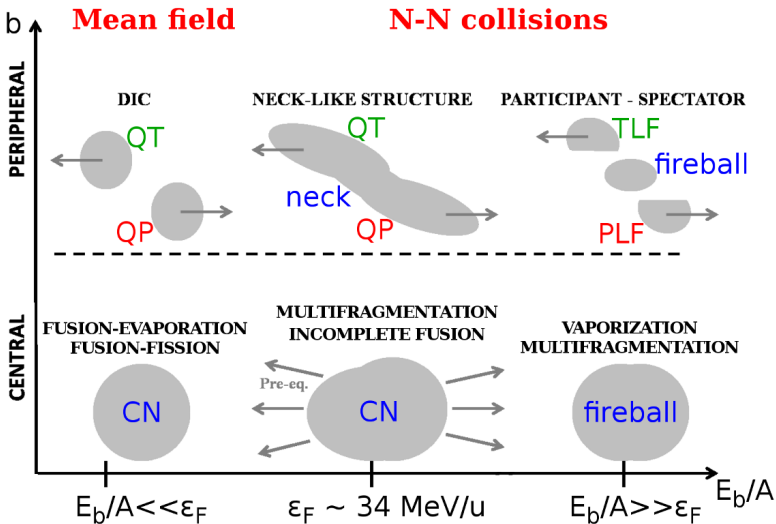 b
Mean field
N-N collisions
PERIPHERAL
DIC
QT
QP
NECK-LIKE STRUCTURE
QT
neck
QP
PARTICIPANT - SPECTATOR
TLF
fireball
PLF
CENTRAL
FUSION-EVAPORATION
FUSION-FISSION
CN
MULTIFRAGMENTATION
INCOMPLETE FUSION
Pre-eq.
CN
VAPORIZATION
MULTIFRAGMENTATION
fireball
E_b/A<<ε_F
ε_F ~ 34 MeV/u
E_b/A>>ε_F
E_b/A